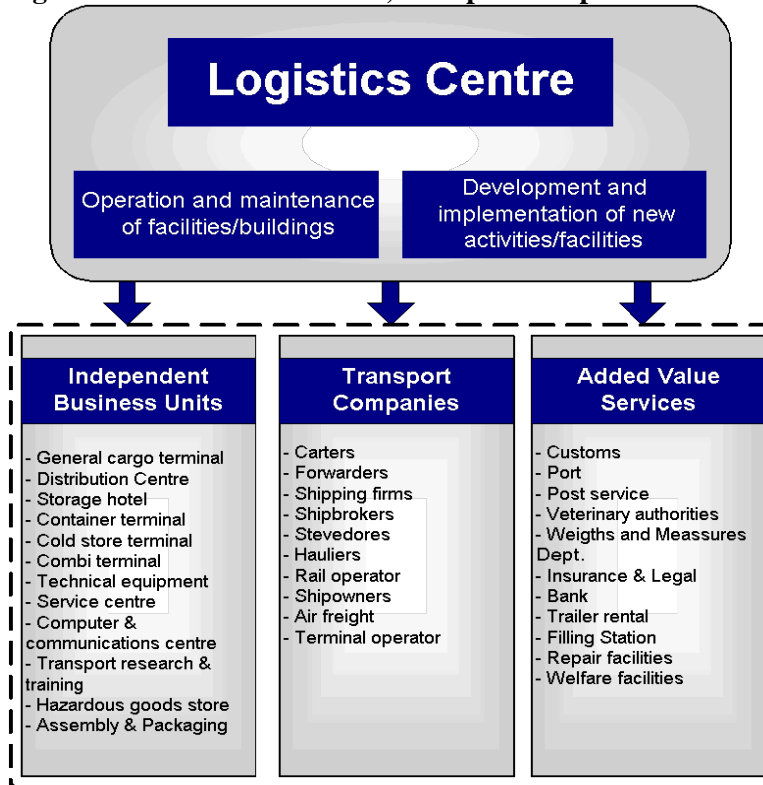 Logistics Centre
Operation and maintenance
of facilities/buildings
Development and
implementation of new
activities/facilities
Independent
Business Units
- General cargo terminal
- Distribution Centre
- Storage hotel
- Container terminal
- Cold store terminal
- Combi terminal
- Technical equipment
- Service centre
- Computer &
communications centre
- Transport research &
training
- Hazardous goods store
- Assembly & Packaging
Transport
Companies
- Carters
- Forwarders
- Shipping firms
- Shipbrokers
- Stevedores
- Hauliers
- Rail operator
- Shipowners
- Air freight
- Terminal operator
Added Value
Services
- Customs
- Port
- Post service
- Veterinary authorities
- Weigths and Meassures
Dept.
- Insurance & Legal
- Bank
- Trailer rental
- Filling Station
- Repair facilities
- Welfare facilities